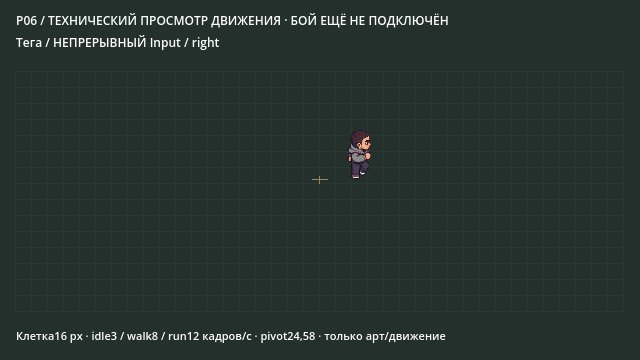 P06 / ТЕХНИЧЕСКИЙ ПРОСМОТР ДВИЖЕНИЯ · БОЙ ЕЩЁ НЕ ПОДКЛЮЧЁН
Тега / НЕПРЕРЫВНЫЙ Input / right
Клетка16 px · idle3 / walk8 / run12 кадров/с · pivot24,58 · только арт/движение